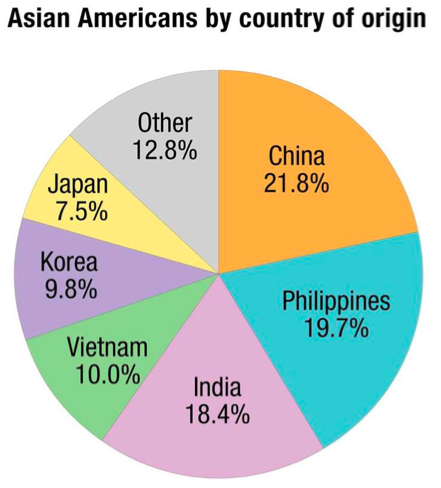 Asian Americans by country of origin
Other
12.8%
China
21.8%
Japan
7.5%
Korea
9.8%
Philippines
19.7%
Vietnam
10.0%
India
18.4%